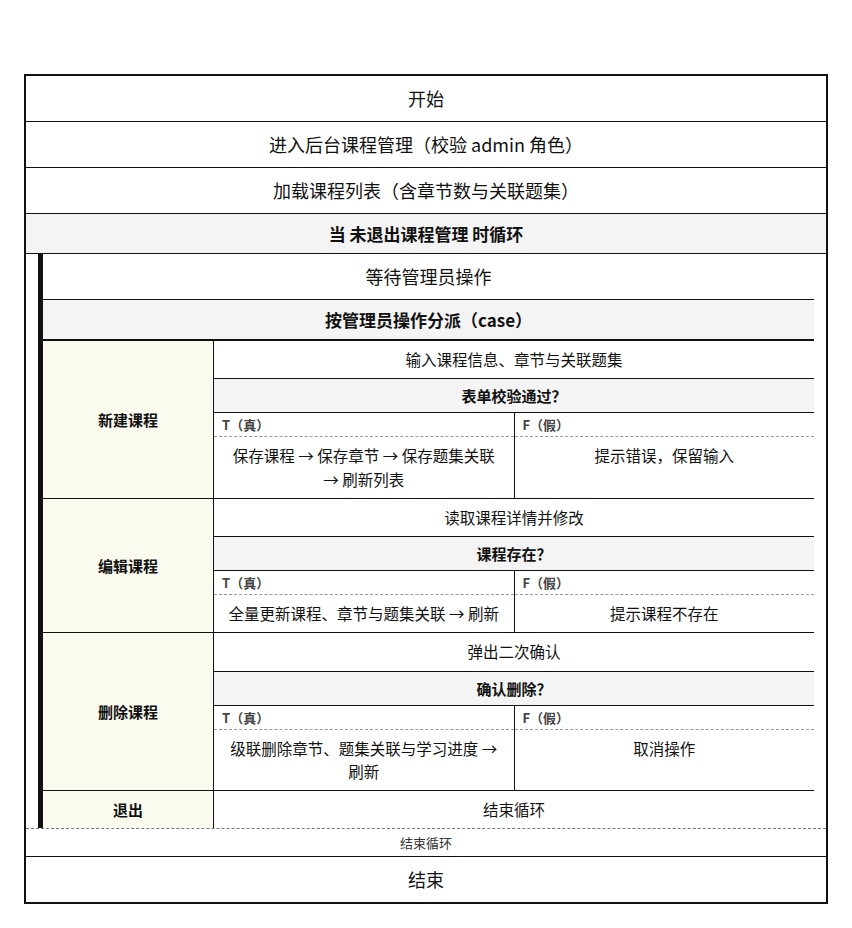 开始
进入后台课程管理（校验 admin 角色）
加载课程列表（含章节数与关联题集）
当 未退出课程管理 时循环
等待管理员操作
按管理员操作分派（case）
新建课程
输入课程信息、章节与关联题集
表单校验通过？
T（真）
F（假）
保存课程 → 保存章节 → 保存题集关联
→ 刷新列表
提示错误，保留输入
编辑课程
读取课程详情并修改
课程存在？
T（真）
F（假）
全量更新课程、章节与题集关联 → 刷新
提示课程不存在
删除课程
弹出二次确认
确认删除？
T（真）
F（假）
级联删除章节、题集关联与学习进度 →
刷新
取消操作
退出
结束循环
结束循环
结束